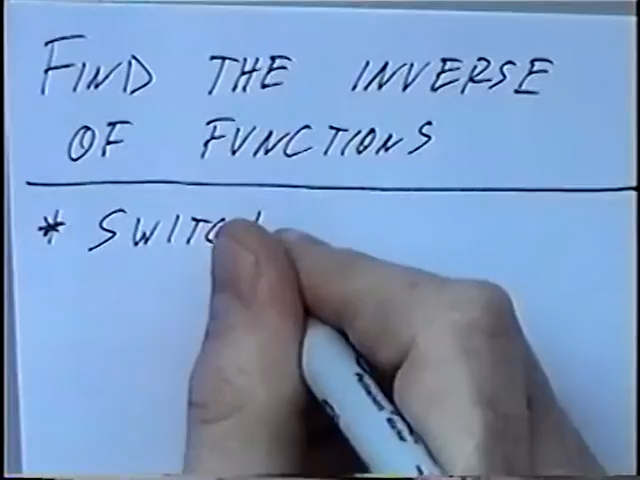 FIND THE INVERSE
OF FUNCTIONS
* SWITC